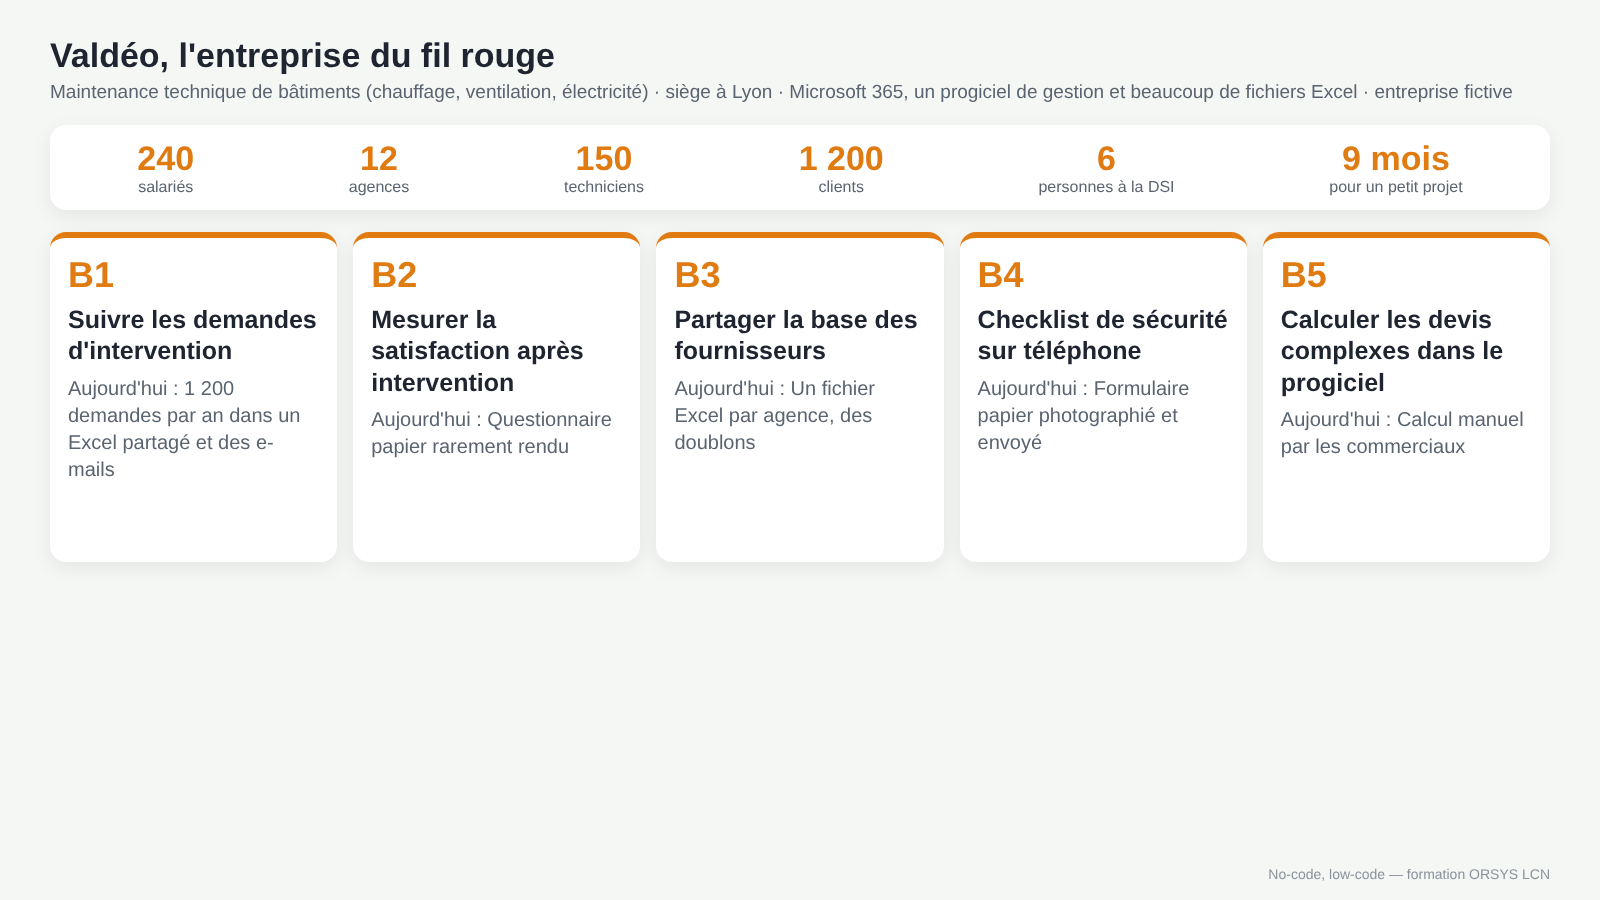 Valdéo, l'entreprise du fil rouge
Maintenance technique de bâtiments (chauffage, ventilation, électricité) · siège à Lyon · Microsoft 365, un progiciel de gestion et beaucoup de fichiers Excel · entreprise fictive
240
salariés
12
agences
150
techniciens
1 200
clients
6
personnes à la DSI
9 mois
pour un petit projet
B1
Suivre les demandes
d'intervention
Aujourd'hui : 1 200
demandes par an dans un
Excel partagé et des e-
mails
B2
Mesurer la
satisfaction après
intervention
Aujourd'hui : Questionnaire
papier rarement rendu
B3
Partager la base des
fournisseurs
Aujourd'hui : Un fichier
Excel par agence, des
doublons
B4
Checklist de sécurité
sur téléphone
Aujourd'hui : Formulaire
papier photographié et
envoyé
B5
Calculer les devis
complexes dans le
progiciel
Aujourd'hui : Calcul manuel
par les commerciaux
No-code, low-code — formation ORSYS LCN